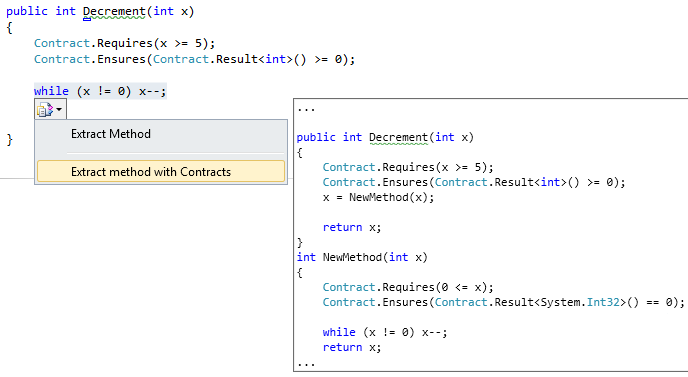 public int Decrement(int x)
{
    Contract.Requires(x >= 5);
    Contract.Ensures(Contract.Result<int>() >= 0);
    while (x != 0) x--;
Extract Method
Extract method with Contracts
}
...
public int Decrement(int x)
{
    Contract.Requires(x >= 5);
    Contract.Ensures(Contract.Result<int>() >= 0);
    x = NewMethod(x);
    return x;
}
int NewMethod(int x)
{
    Contract.Requires(0 <= x);
    Contract.Ensures(Contract.Result<System.Int32>() == 0);
    while (x != 0) x--;
    return x;
...